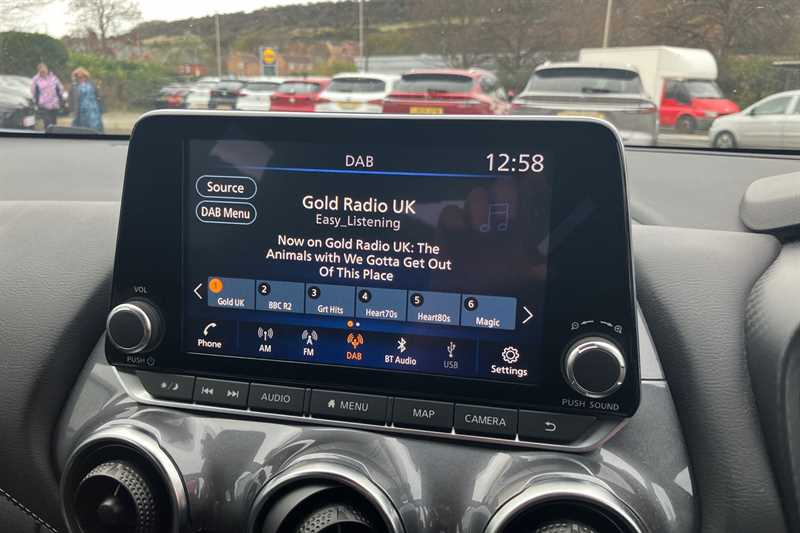 DAB
12:58
Source
DAB Menu
Gold Radio UK
Easy_Listening
Now on Gold Radio UK: The
Animals with We Gotta Get Out
Of This Place
1 Gold UK
2 BBC R2
3 Grt Hits
4 Heart70s
5 Heart80s
6 Magic
Phone
AM
FM
DAB
BT Audio
USB
Settings
VOL
PUSH
PUSH SOUND
AUDIO
MENU
MAP
CAMERA